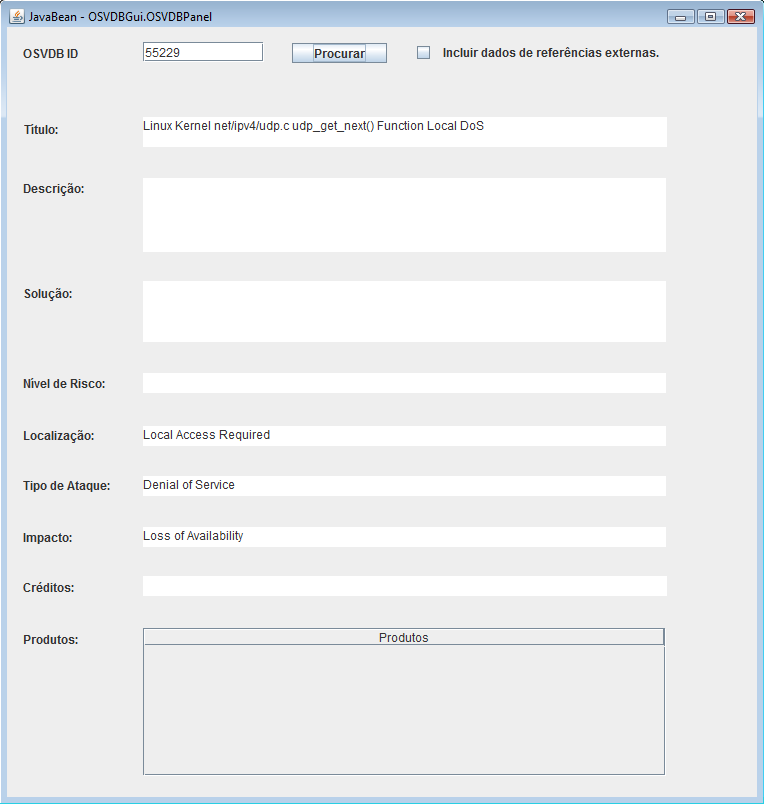 JavaBean - OSVDBGui.OSVDBPanel
OSVDB ID 55229 Procurar Incluir dados de referências externas.
Título: Linux Kernel net/ipv4/udp.c udp_get_next() Function Local DoS
Descrição:
Solução:
Nível de Risco:
Localização: Local Access Required
Tipo de Ataque: Denial of Service
Impacto: Loss of Availability
Créditos:
Produtos: Produtos